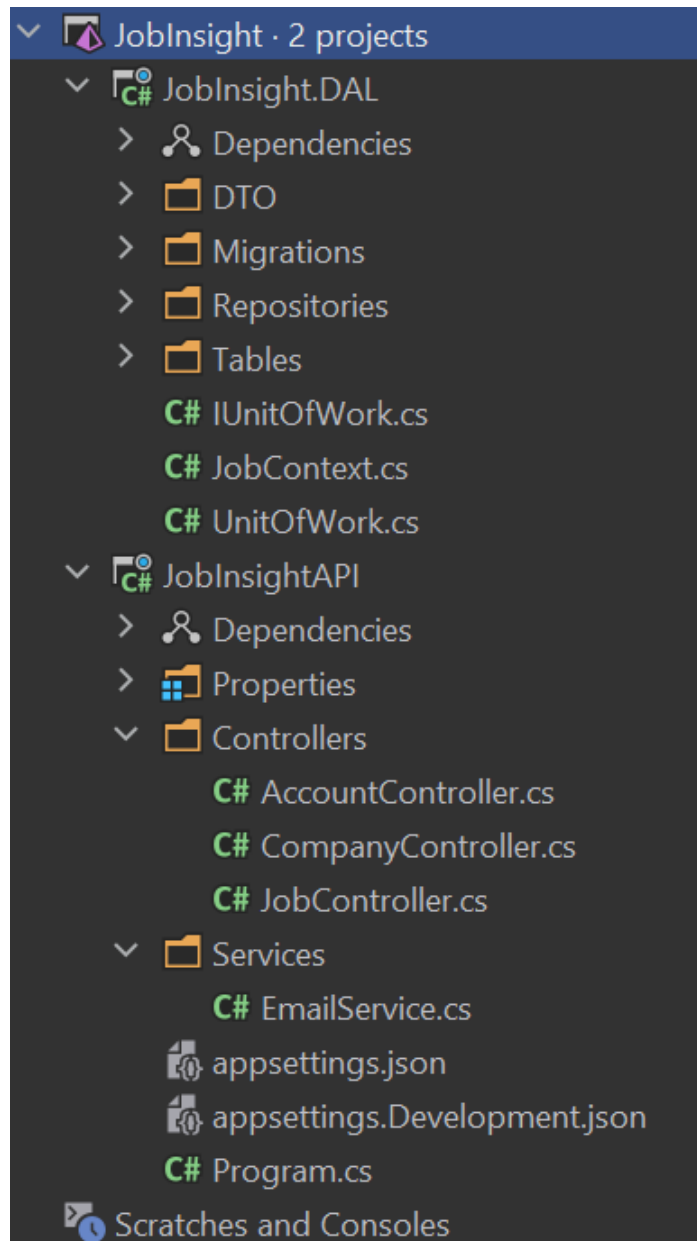 JobInsight · 2 projects
C# JobInsight.DAL
Dependencies
DTO
Migrations
Repositories
Tables
C# IUnitOfWork.cs
C# JobContext.cs
C# UnitOfWork.cs
C# JobInsightAPI
Dependencies
Properties
Controllers
C# AccountController.cs
C# CompanyController.cs
C# JobController.cs
Services
C# EmailService.cs
appsettings.json
appsettings.Development.json
C# Program.cs
Scratches and Consoles